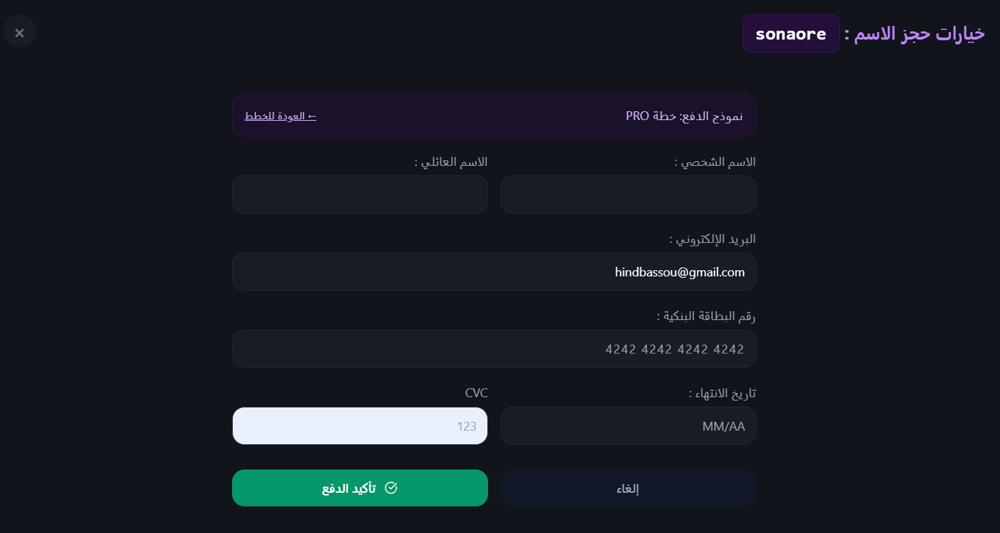 خيارات حجز الاسم : sonaore
×
نموذج الدفع: خطة PRO
← العودة للخطط
الاسم الشخصي :
الاسم العائلي :
البريد الإلكتروني :
hindbassou@gmail.com
رقم البطاقة البنكية :
4242 4242 4242 4242
تاريخ الانتهاء :
CVC
MM/AA
123
إلغاء
تأكيد الدفع